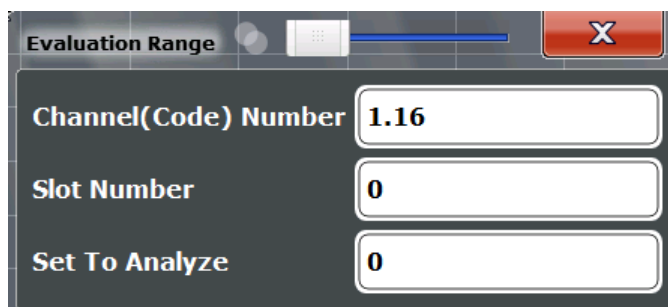 Evaluation Range
X
Channel(Code) Number 1.16
Slot Number 0
Set To Analyze 0